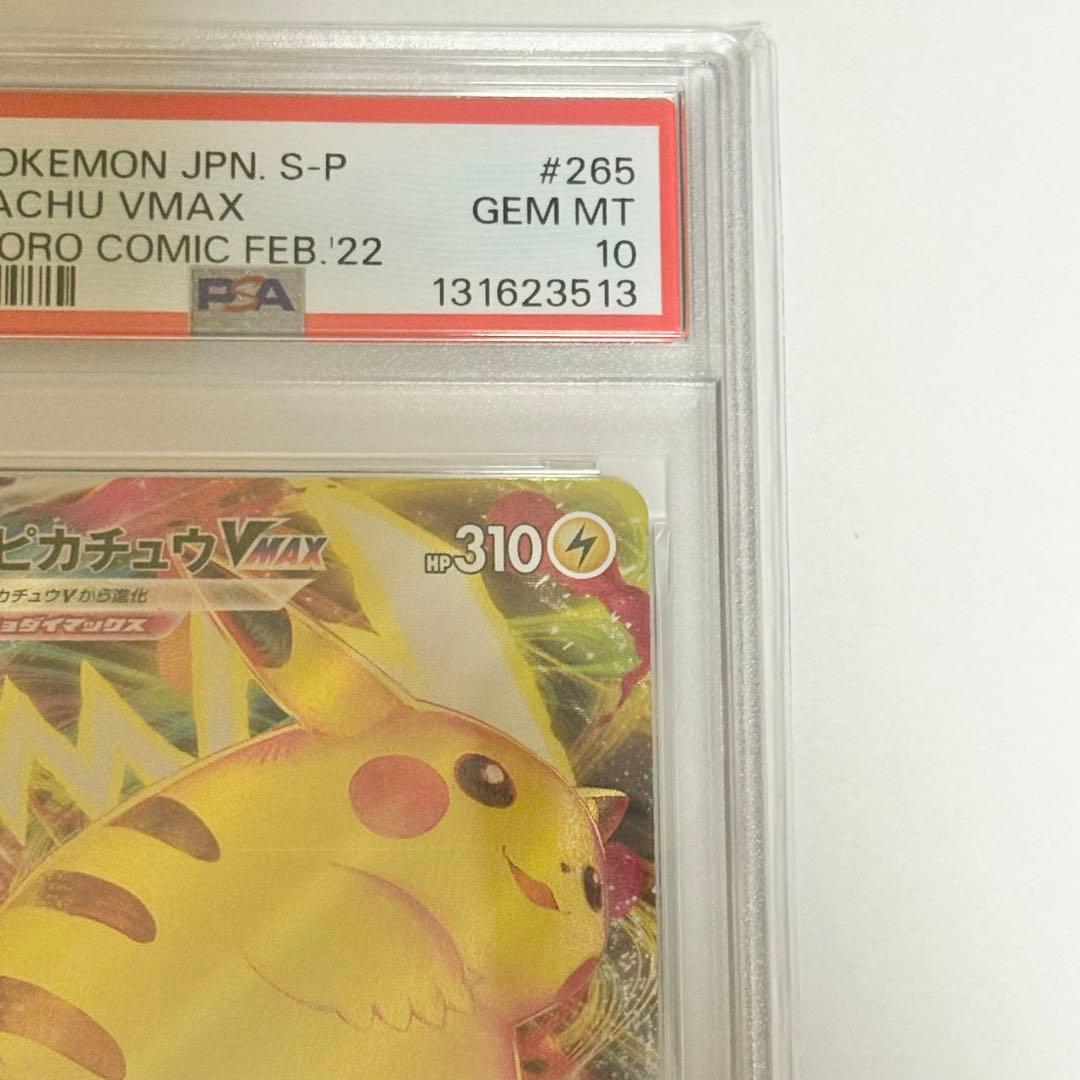 OKEMON JPN. S-P #265
ACHU VMAX GEM MT
ORO COMIC FEB.'22 10
PSA 131623513
ピカチュウVMAX HP310
カチュウVから進化
ョダイマックス